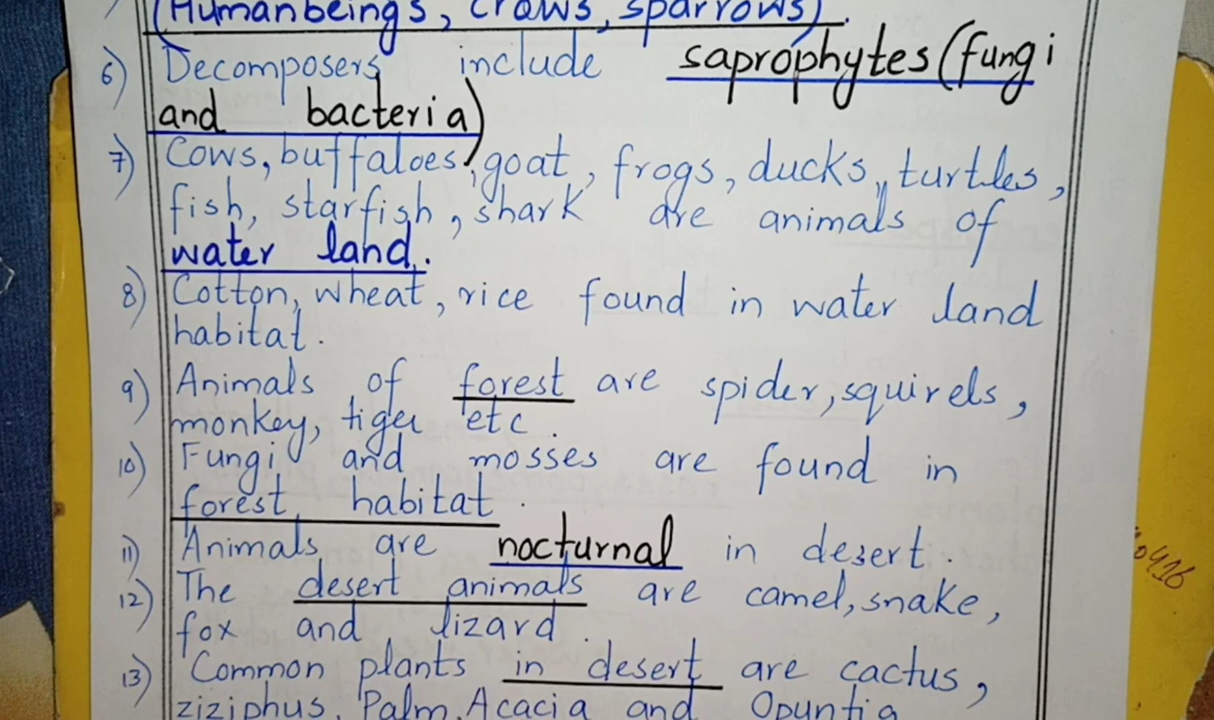 (Human beings, craws, sparrows).
6) Decomposers include saprophytes (fungi
and bacteria)
7) Cows, buffaloes, goat, frogs, ducks, turtles,
fish, starfish, shark are animals of
water land.
8) Cotton, wheat, rice found in water land
habitat.
9) Animals of forest are spider, squirels,
monkey, tiger etc.
10) Fungi and mosses are found in
forest habitat.
11) Animals are nocturnal in desert.
12) The desert animals are camel, snake,
fox and lizard.
13) Common plants in desert are cactus,
ziziphus, Palm, Acacia and Opuntia